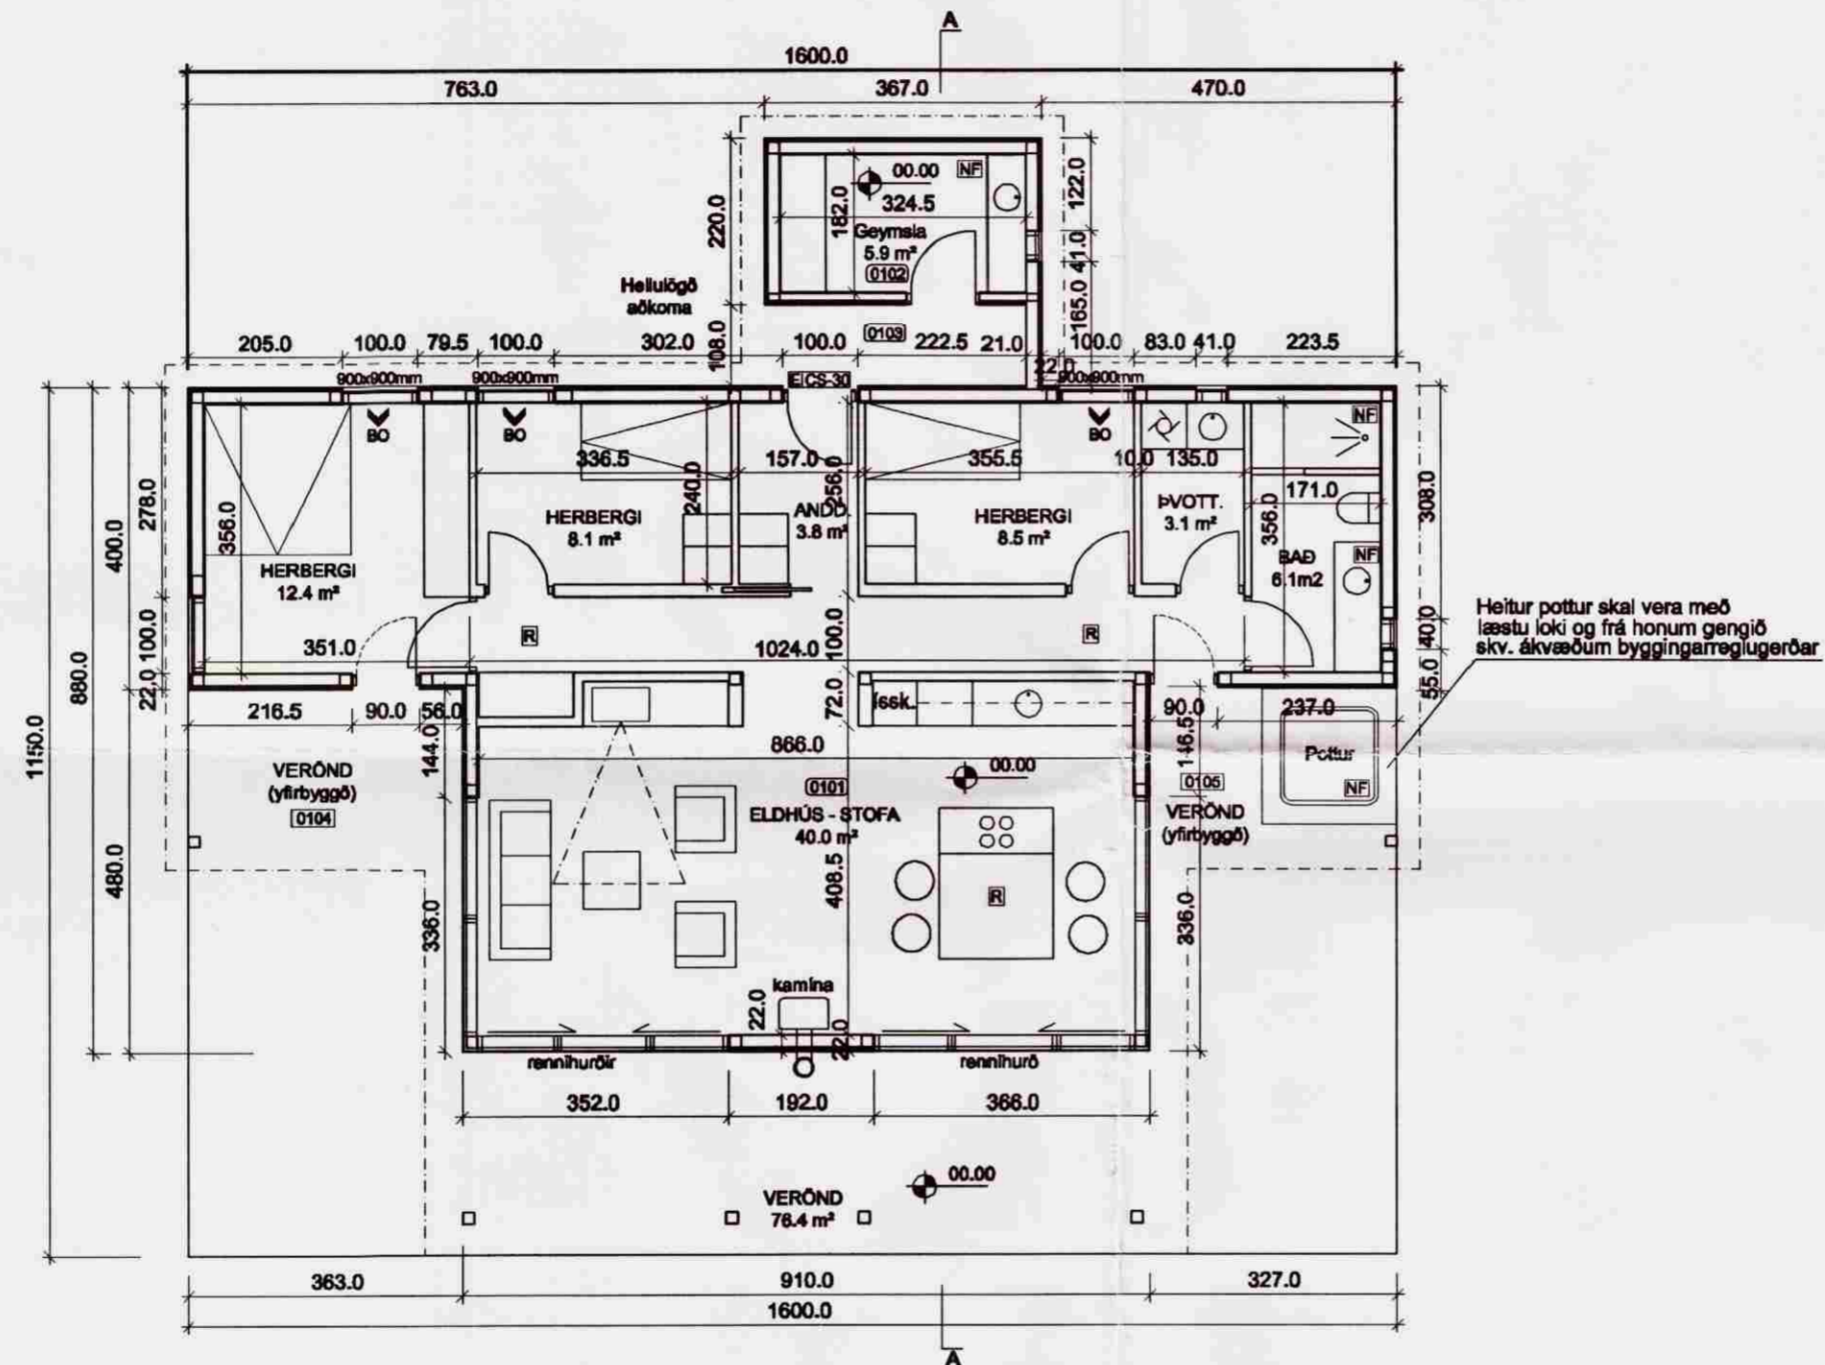 A
1600.0
763.0
367.0
470.0
00.00
NF
324.5
182.0
Geymsla
5.9 m²
0102
220.0
122.0
41.0
165.0
Hellulögð
aðkoma
108.0
0103
205.0
100.0
79.5
100.0
302.0
100.0
222.5
21.0
22.0
100.0
83.0
41.0
223.5
900x900mm
900x900mm
EICS-30
900x900mm
BO
BO
BO
NF
336.5
157.0
355.5
10.0
135.0
171.0
356.0
240.0
256.0
356.0
HERBERGI
12.4 m²
HERBERGI
8.1 m²
ANDD.
3.8 m²
HERBERGI
8.5 m²
ÞVOTT.
3.1 m²
BAÐ
6.1m2
NF
278.0
400.0
100.0
22.0
880.0
1150.0
480.0
308.0
40.0
55.0
Heitur pottur skal vera með
læstu loki og frá honum gengið
skv. ákvæðum byggingarreglugerðar
R
R
351.0
1024.0
100.0
72.0
216.5
90.0
56.0
144.0
Íssk.
90.0
237.0
146.5
866.0
Pottur
NF
VERÖND
(yfirbyggð)
0104
0101
00.00
ELDHÚS - STOFA
40.0 m²
408.5
0105
VERÖND
(yfirbyggð)
R
336.0
336.0
kamína
22.0
22.0
rennihurðir
rennihurð
352.0
192.0
366.0
00.00
VERÖND
76.4 m²
363.0
910.0
327.0
1600.0
A